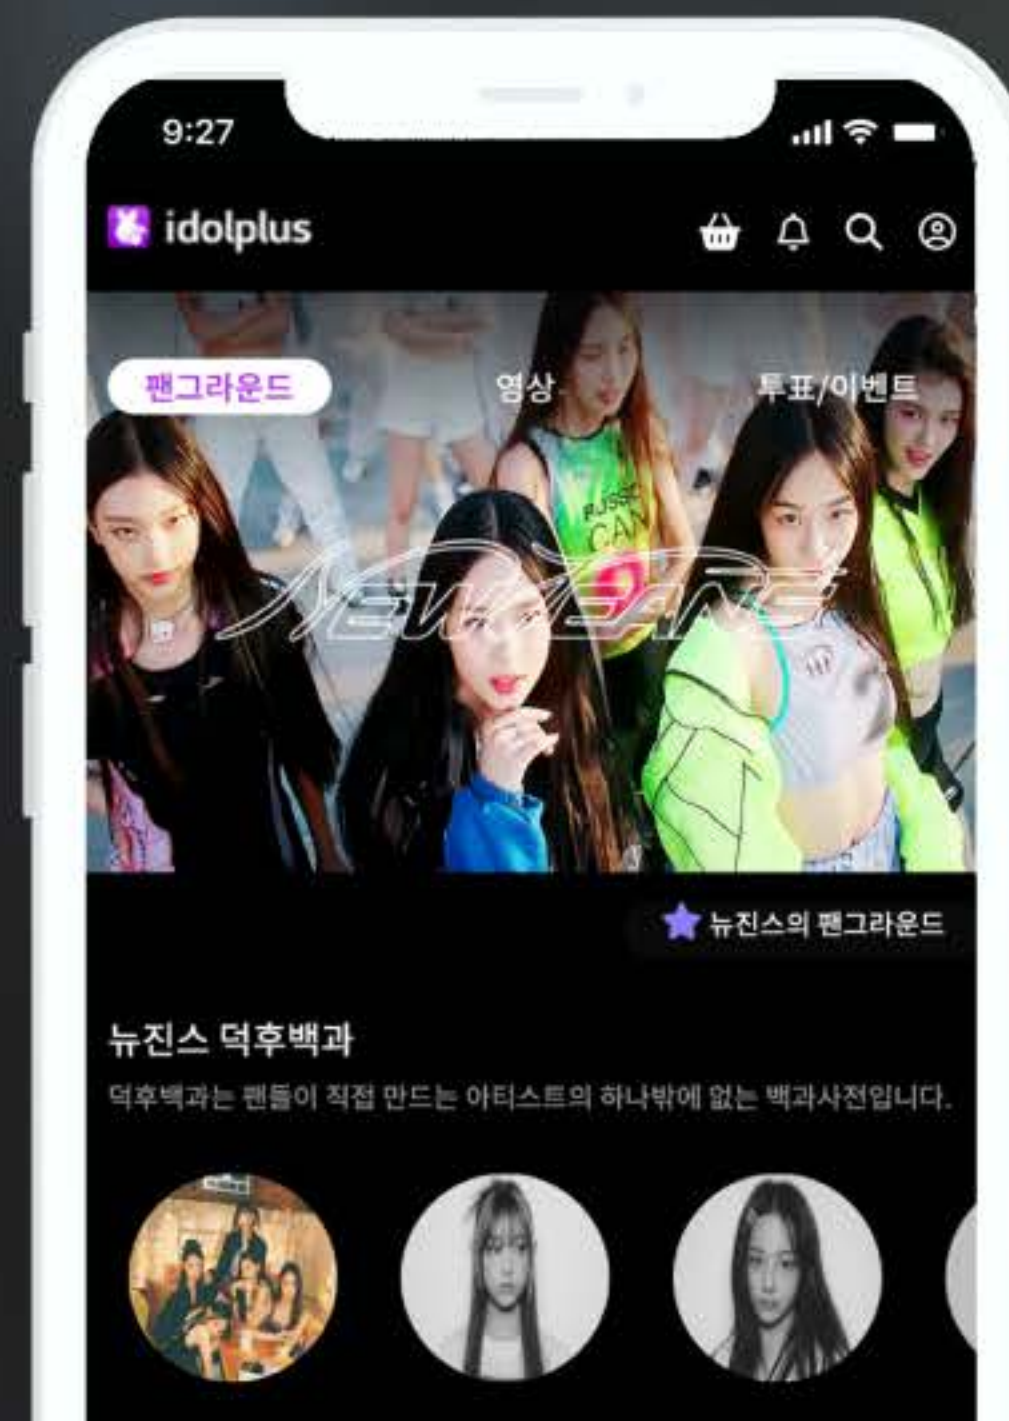 9:27
idolplus
팬그라운드 영상 투표/이벤트
CAN
NEWJEANS
뉴진스의 팬그라운드
뉴진스 덕후백과
덕후백과는 팬들이 직접 만드는 아티스트의 하나밖에 없는 백과사전입니다.